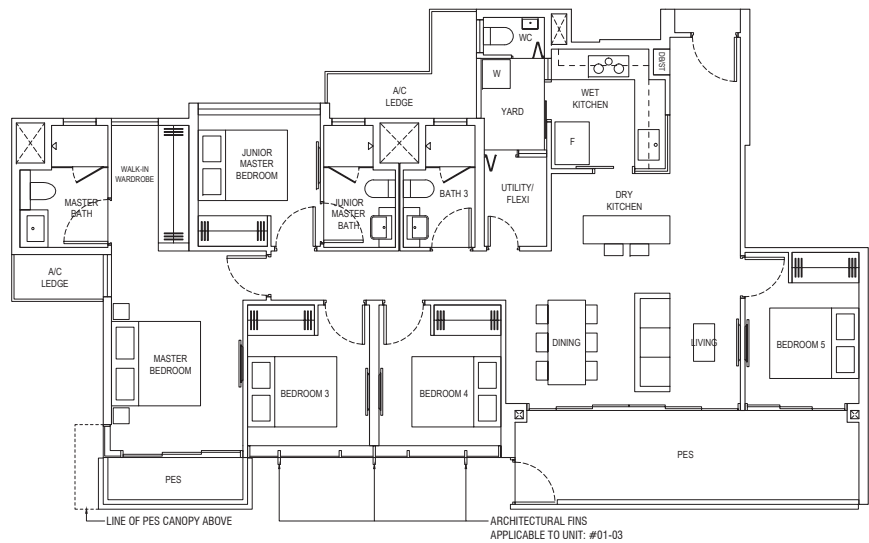 WC
W
DB/ST
A/C
LEDGE
WET
KITCHEN
YARD
F
WALK-IN
WARDROBE
JUNIOR
MASTER
BEDROOM
MASTER
BATH
JUNIOR
MASTER
BATH
BATH 3
UTILITY/
FLEXI
DRY
KITCHEN
A/C
LEDGE
MASTER
BEDROOM
BEDROOM 3
BEDROOM 4
DINING
LIVING
BEDROOM 5
PES
PES
LINE OF PES CANOPY ABOVE
ARCHITECTURAL FINS
APPLICABLE TO UNIT: #01-03